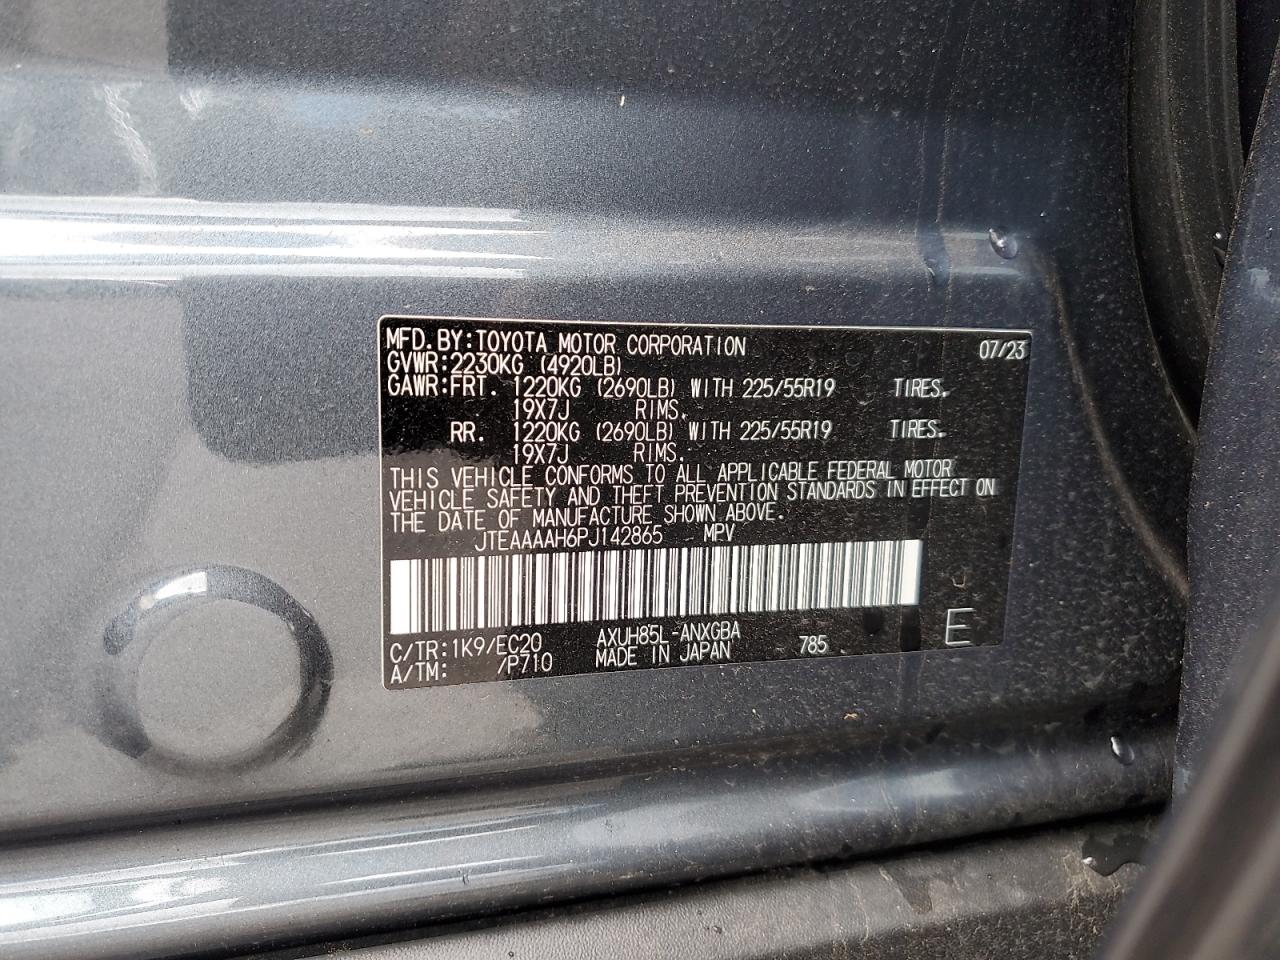 MFD.BY:TOYOTA MOTOR CORPORATION 07/23
GVWR:2230KG (4920LB)
GAWR:FRT. 1220KG (2690LB) WITH 225/55R19 TIRES.
19X7J RIMS.
RR. 1220KG (2690LB) WITH 225/55R19 TIRES.
19X7J RIMS.
THIS VEHICLE CONFORMS TO ALL APPLICABLE FEDERAL MOTOR
VEHICLE SAFETY AND THEFT PREVENTION STANDARDS IN EFFECT ON
THE DATE OF MANUFACTURE SHOWN ABOVE.
JTEAAAAH6PJ142865 MPV
C/TR:1K9/EC20 AXUH85L-ANXGBA 785 E
A/TM: /P710 MADE IN JAPAN